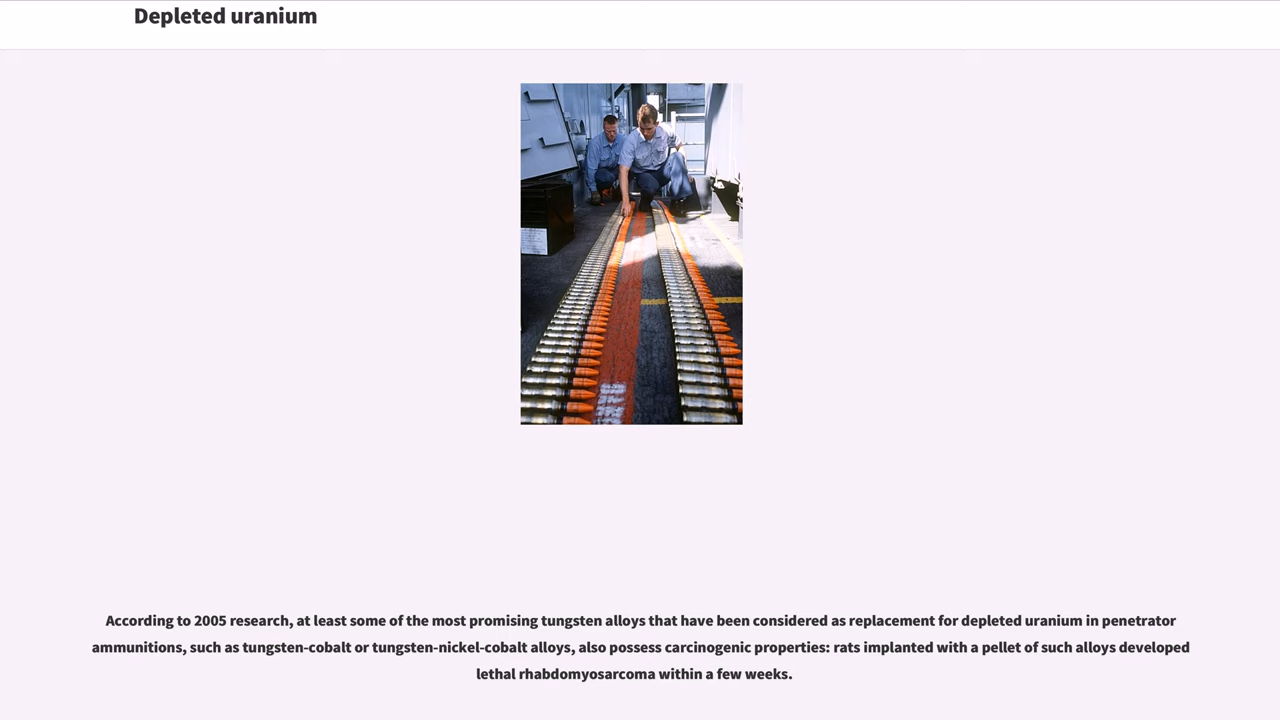 Depleted uranium
According to 2005 research, at least some of the most promising tungsten alloys that have been considered as replacement for depleted uranium in penetrator
ammunitions, such as tungsten-cobalt or tungsten-nickel-cobalt alloys, also possess carcinogenic properties: rats implanted with a pellet of such alloys developed
lethal rhabdomyosarcoma within a few weeks.